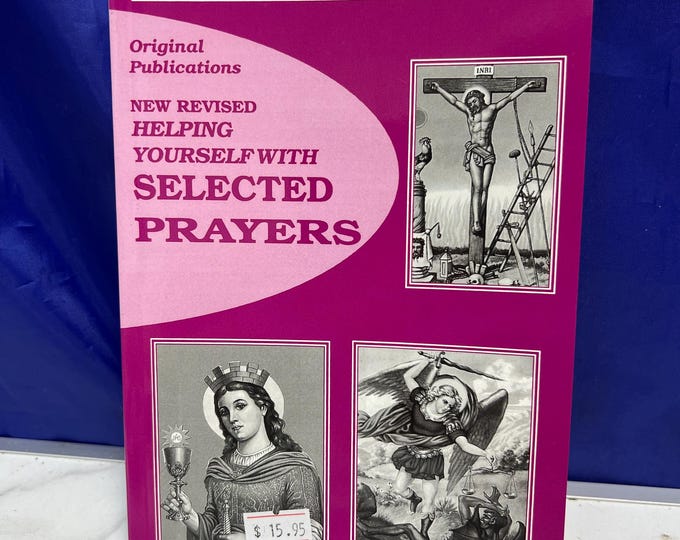 Original
Publications
NEW REVISED
HELPING
YOURSELF WITH
SELECTED
PRAYERS
INRI
$ 15.95